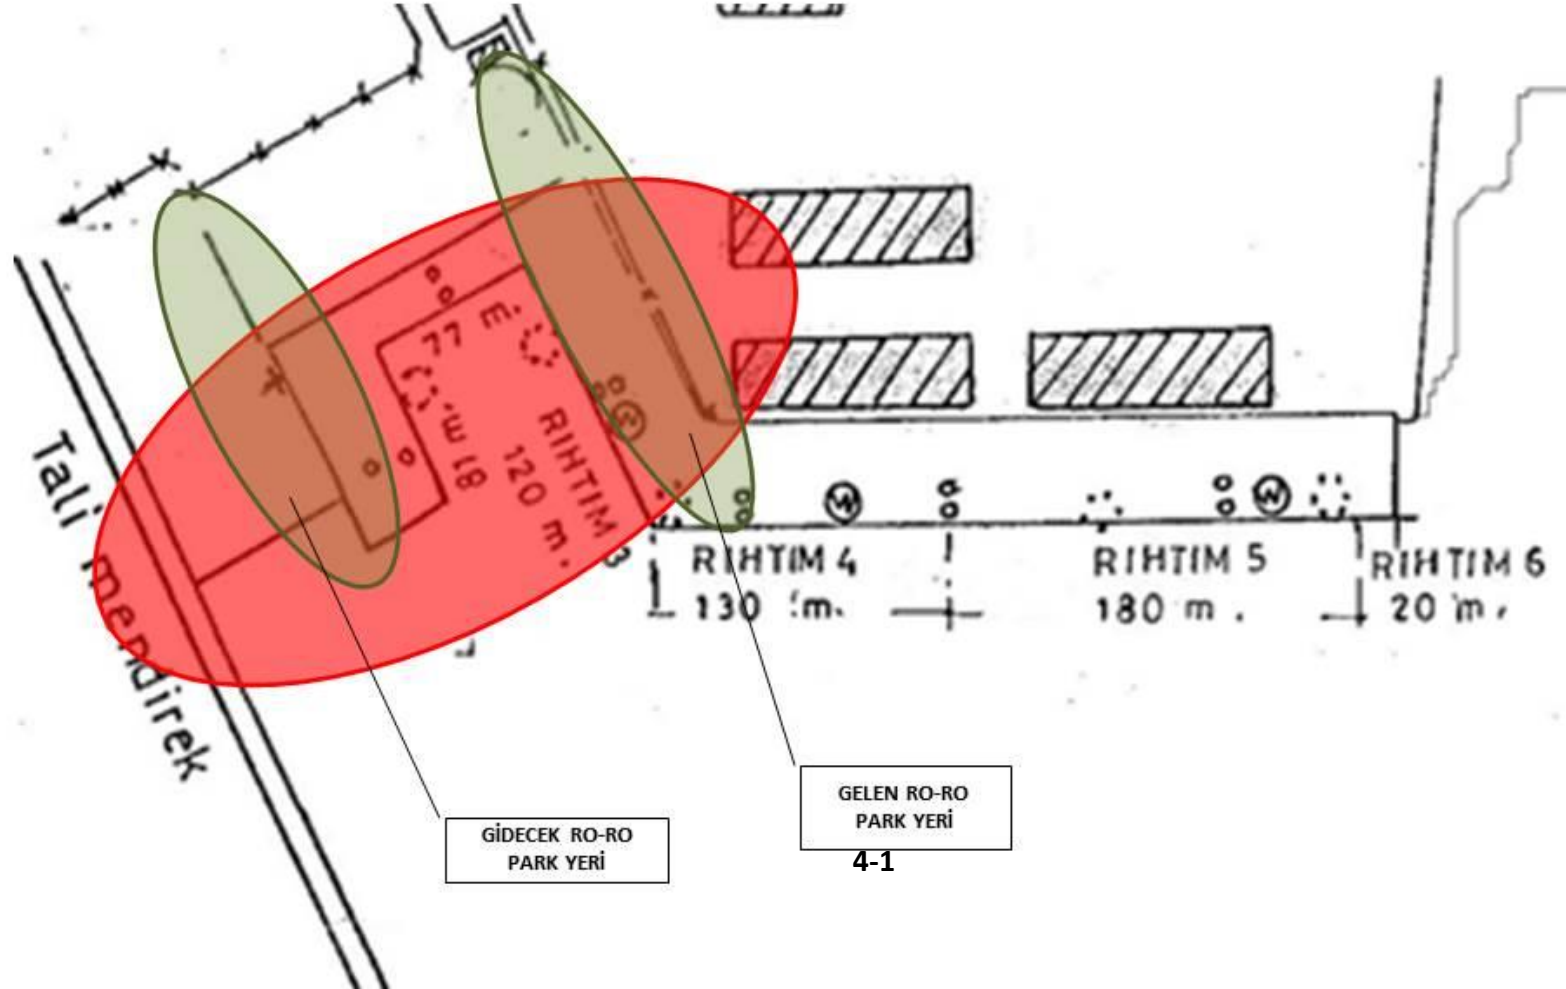 Tali mendirek
77
E
81 m.
RIHTIM 3
120 m.
RIHTIM 4
130 m.
RIHTIM 5
180 m.
RIHTIM 6
20 m.
GİDECEK RO-RO
PARK YERİ
GELEN RO-RO
PARK YERİ
4-1